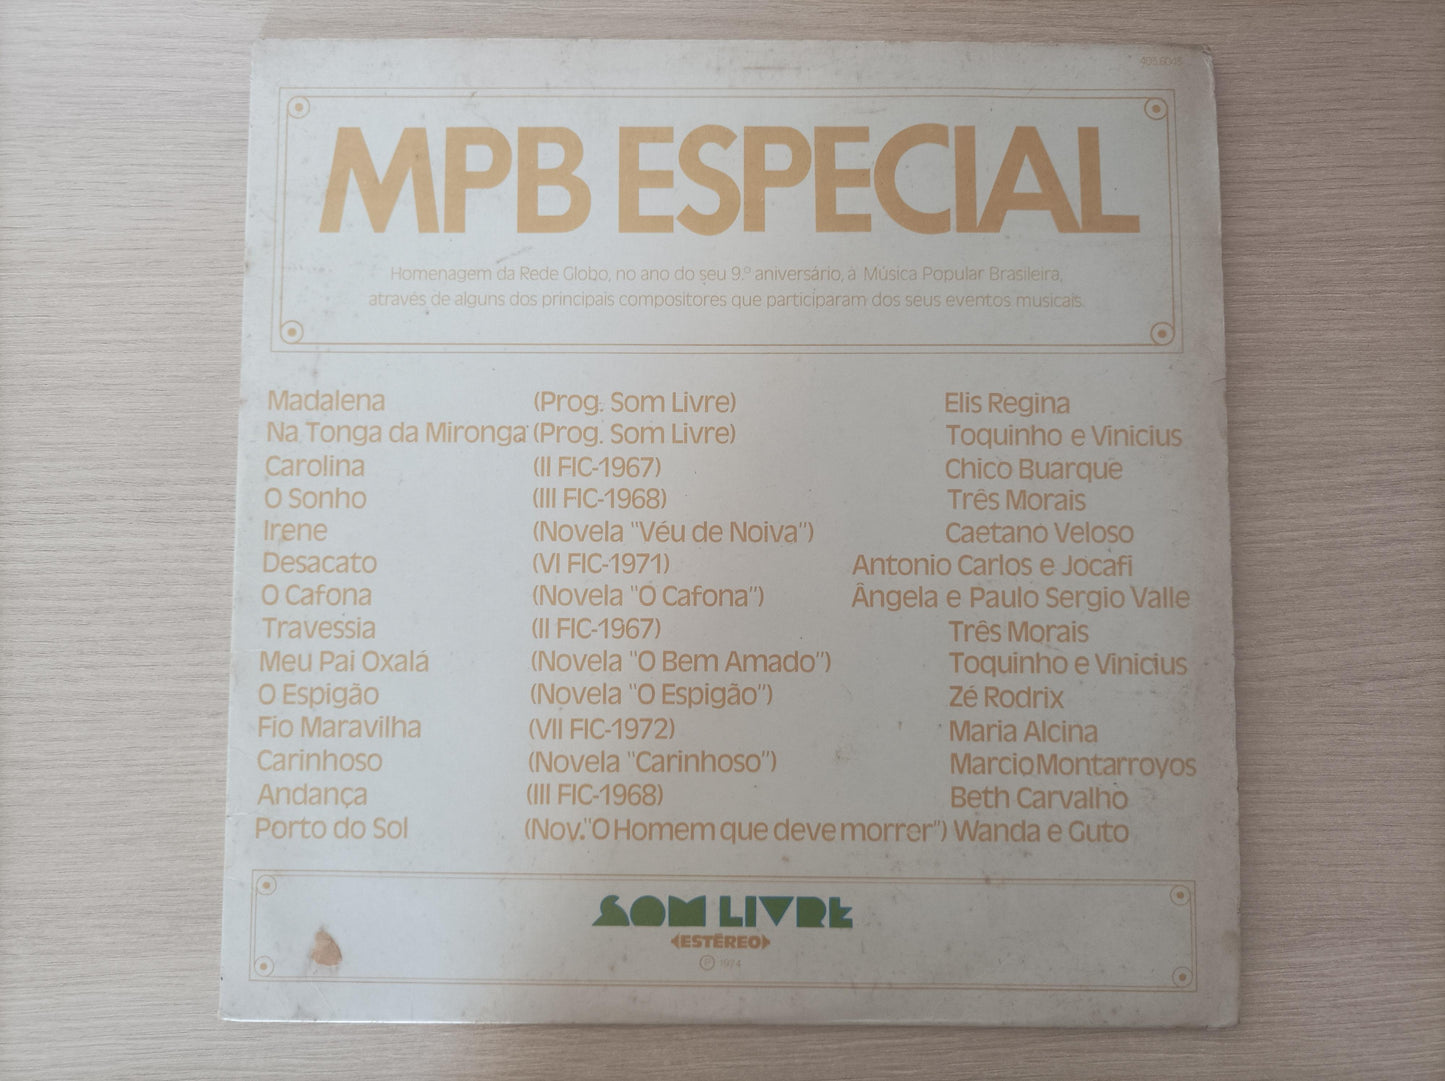 403.6048
MPB ESPECIAL
Homenagem da Rede Globo, no ano do seu 9.º aniversário, à Música Popular Brasileira,
através de alguns dos principais compositores que participaram dos seus eventos musicais.
Madalena (Prog. Som Livre) Elis Regina
Na Tonga da Mironga (Prog. Som Livre) Toquinho e Vinicius
Carolina (II FIC-1967) Chico Buarque
O Sonho (III FIC-1968) Três Morais
Irene (Novela "Véu de Noiva") Caetano Veloso
Desacato (VI FIC-1971) Antonio Carlos e Jocafi
O Cafona (Novela "O Cafona") Ângela e Paulo Sergio Valle
Travessia (II FIC-1967) Três Morais
Meu Pai Oxalá (Novela "O Bem Amado") Toquinho e Vinicius
O Espigão (Novela "O Espigão") Zé Rodrix
Fio Maravilha (VII FIC-1972) Maria Alcina
Carinhoso (Novela "Carinhoso") Marcio Montarroyos
Andança (III FIC-1968) Beth Carvalho
Porto do Sol (Nov. "O Homem que deve morrer") Wanda e Guto
SOM LIVRE
ESTÉREO
Ⓟ 1974